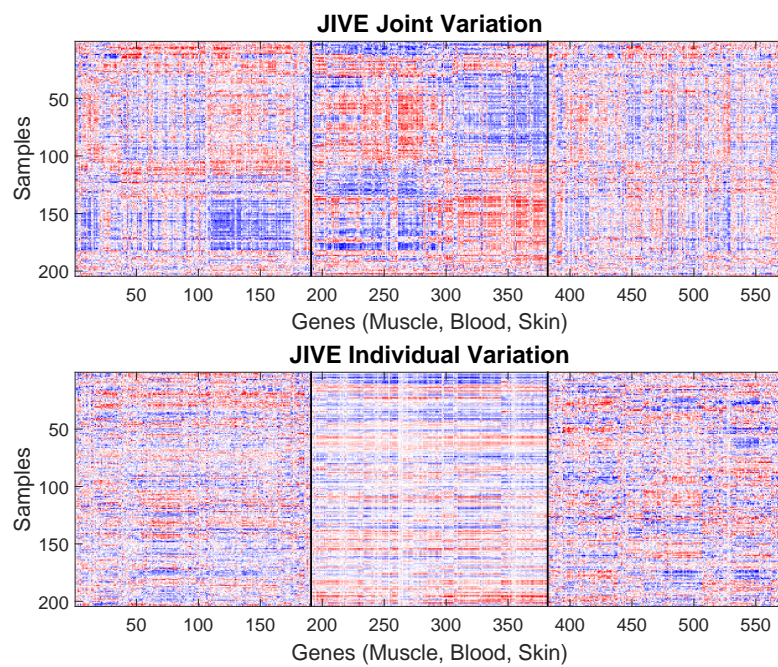 JIVE Joint Variation
50
100
150
200
Samples
50 100 150 200 250 300 350 400 450 500 550
Genes (Muscle, Blood, Skin)
JIVE Individual Variation
50
100
150
200
Samples
50 100 150 200 250 300 350 400 450 500 550
Genes (Muscle, Blood, Skin)